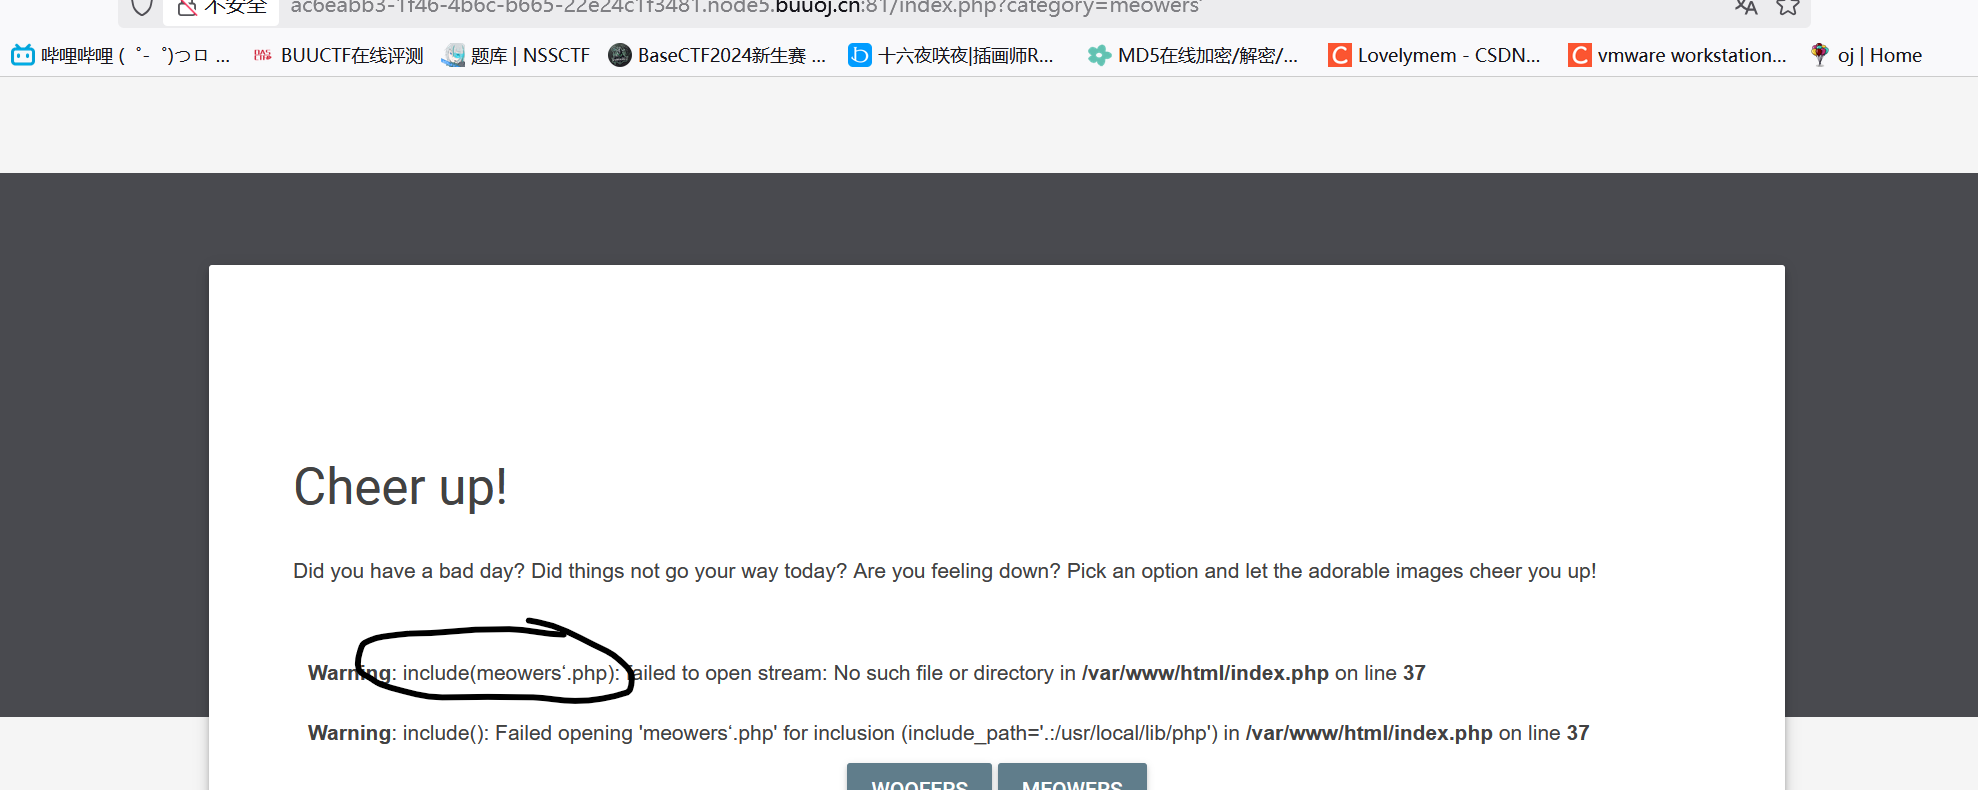 不安全 ac6eabb3-1f46-4b6c-b665-22e24c1f3481.node5.buuoj.cn:81/index.php?category=meowers‘
哔哩哔哩 (゜-゜)つロ ... BUUCTF在线评测 题库 | NSSCTF BaseCTF2024新生赛 ... 十六夜咲夜|插画师R... MD5在线加密/解密/... Lovelymem - CSDN... vmware workstation... oj | Home
Cheer up!
Did you have a bad day? Did things not go your way today? Are you feeling down? Pick an option and let the adorable images cheer you up!
Warning: include(meowers‘.php): failed to open stream: No such file or directory in /var/www/html/index.php on line 37
Warning: include(): Failed opening 'meowers‘.php' for inclusion (include_path='.:/usr/local/lib/php') in /var/www/html/index.php on line 37
WOOFERS MEOWERS